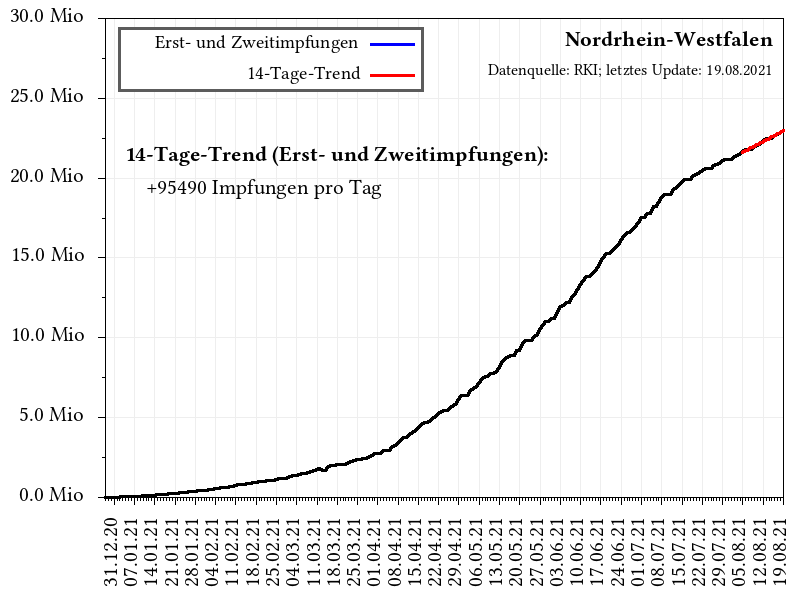 30.0 Mio
25.0 Mio
20.0 Mio
15.0 Mio
10.0 Mio
5.0 Mio
0.0 Mio
Erst- und Zweitimpfungen
14-Tage-Trend
Nordrhein-Westfalen
Datenquelle: RKI; letztes Update: 19.08.2021
14-Tage-Trend (Erst- und Zweitimpfungen):
+95490 Impfungen pro Tag
31.12.20
07.01.21
14.01.21
21.01.21
28.01.21
04.02.21
11.02.21
18.02.21
25.02.21
04.03.21
11.03.21
18.03.21
25.03.21
01.04.21
08.04.21
15.04.21
22.04.21
29.04.21
06.05.21
13.05.21
20.05.21
27.05.21
03.06.21
10.06.21
17.06.21
24.06.21
01.07.21
08.07.21
15.07.21
22.07.21
29.07.21
05.08.21
12.08.21
19.08.21